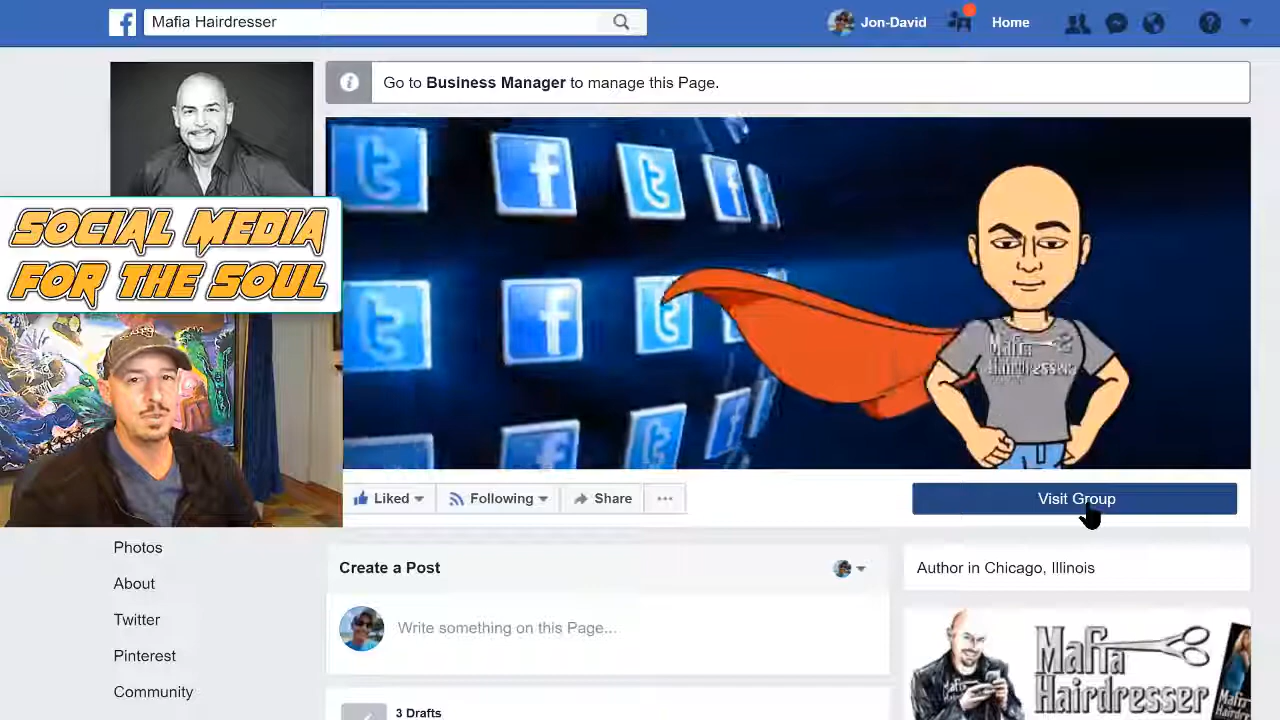 Mafia Hairdresser
Jon-David
Home
Go to Business Manager to manage this Page.
SOCIAL MEDIA
FOR THE SOUL
Mafia
Hairdresser
Liked
Following
Share
Visit Group
Photos
About
Twitter
Pinterest
Community
Create a Post
Write something on this Page...
3 Drafts
Author in Chicago, Illinois
Mafia
Hairdresser